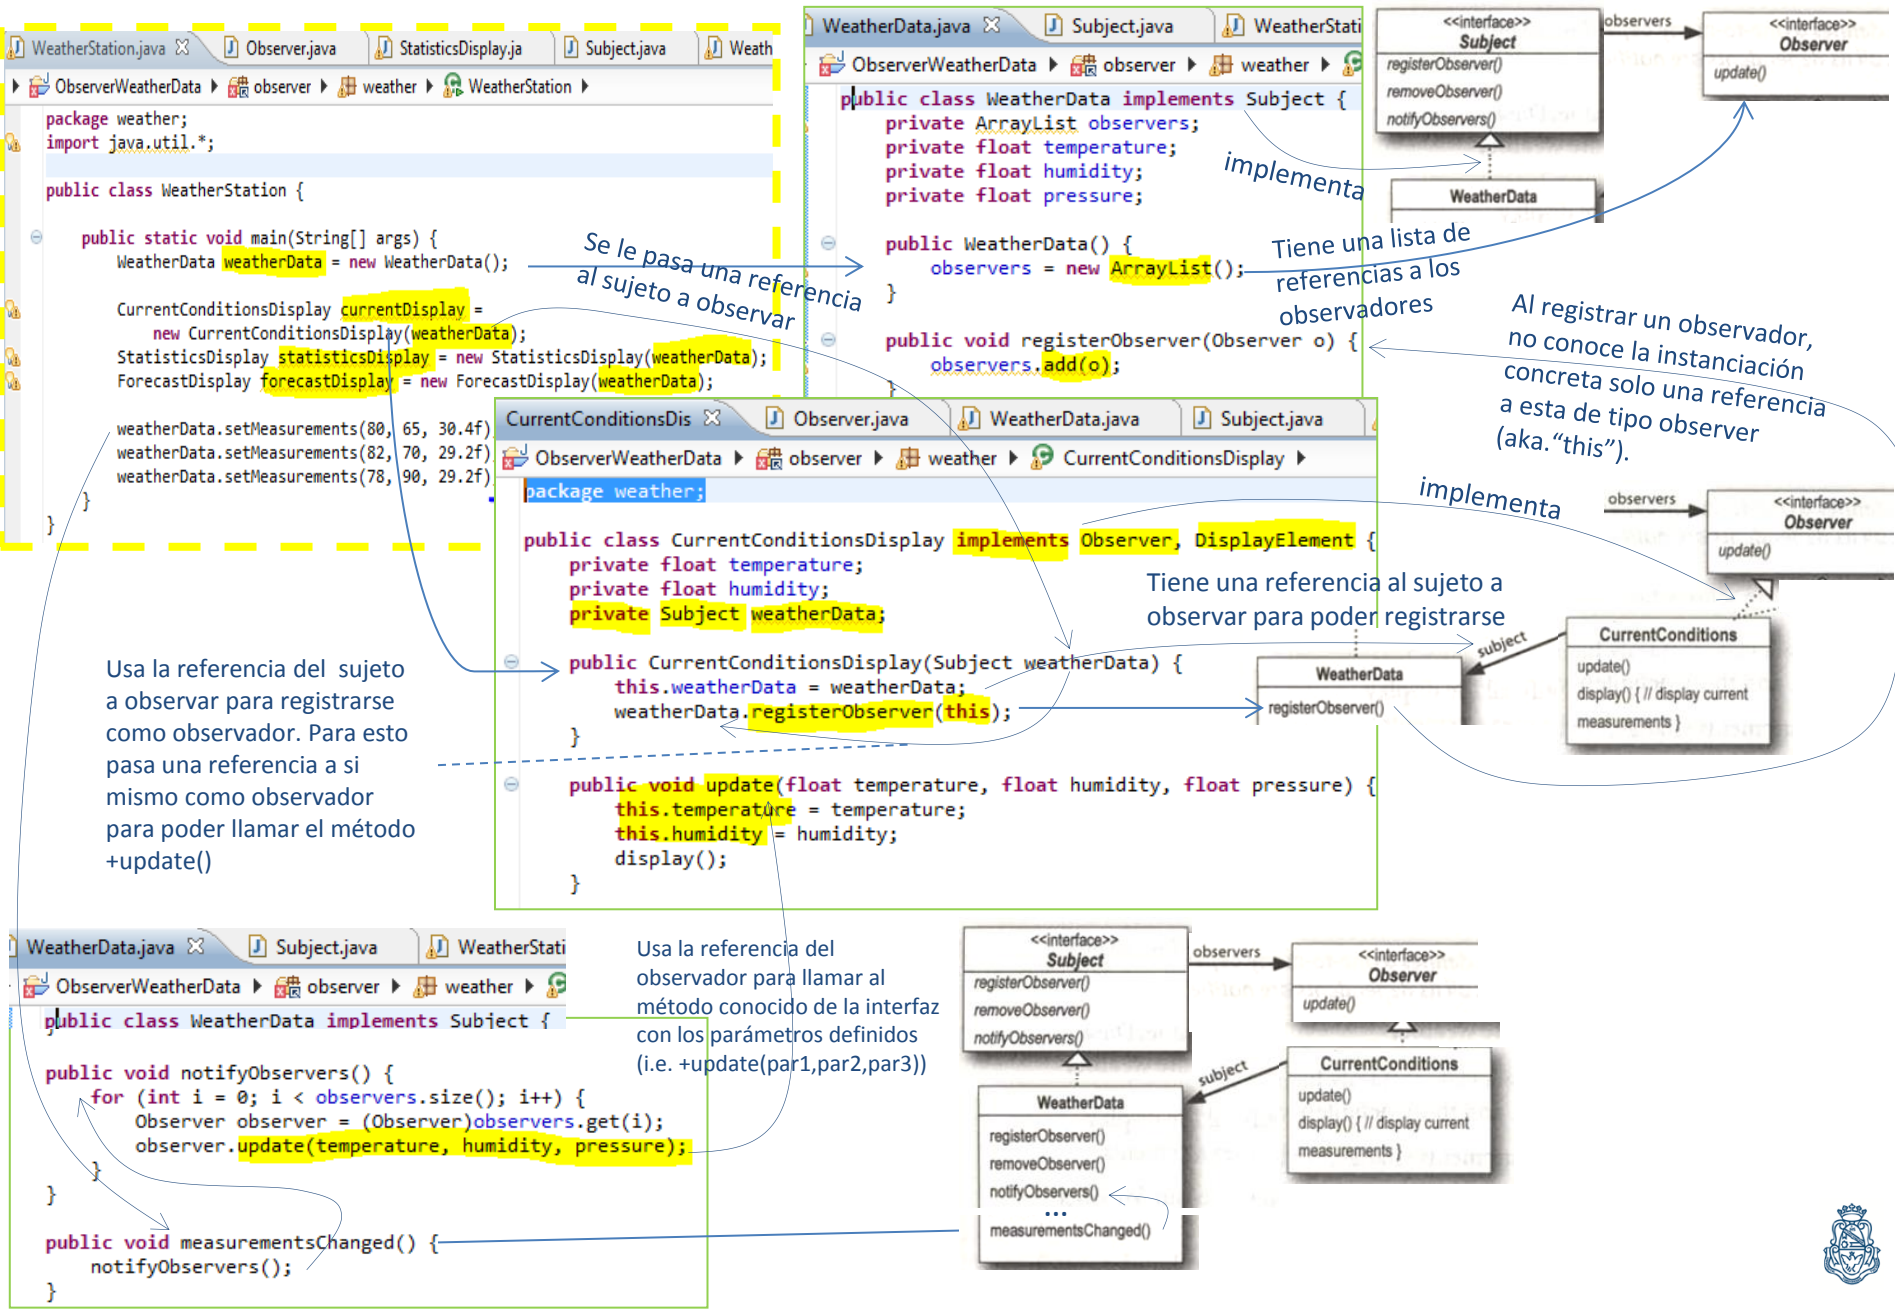 WeatherStation.java
Observer.java
StatisticsDisplay.ja
Subject.java
Weath
ObserverWeatherData
observer
weather
WeatherStation
package weather;
import java.util.*;
public class WeatherStation {
public static void main(String[] args) {
WeatherData weatherData = new WeatherData();
CurrentConditionsDisplay currentDisplay =
new CurrentConditionsDisplay(weatherData);
StatisticsDisplay statisticsDisplay = new StatisticsDisplay(weatherData);
ForecastDisplay forecastDisplay = new ForecastDisplay(weatherData);
weatherData.setMeasurements(80, 65, 30.4f)
weatherData.setMeasurements(82, 70, 29.2f)
weatherData.setMeasurements(78, 90, 29.2f)
}
}
Se le pasa una referencia
al sujeto a observar
WeatherData.java
Subject.java
WeatherStati
ObserverWeatherData
observer
weather
public class WeatherData implements Subject {
private ArrayList observers;
private float temperature;
private float humidity;
private float pressure;
public WeatherData() {
observers = new ArrayList();
}
public void registerObserver(Observer o) {
observers.add(o);
}
implementa
Tiene una lista de
referencias a los
observadores
<<interface>>
Subject
registerObserver()
removeObserver()
notifyObservers()
WeatherData
observers
<<interface>>
Observer
update()
Al registrar un observador,
no conoce la instanciación
concreta solo una referencia
a esta de tipo observer
(aka.“this”).
CurrentConditionsDis
Observer.java
WeatherData.java
Subject.java
ObserverWeatherData
observer
weather
CurrentConditionsDisplay
package weather;
public class CurrentConditionsDisplay implements Observer, DisplayElement {
private float temperature;
private float humidity;
private Subject weatherData;
public CurrentConditionsDisplay(Subject weatherData) {
this.weatherData = weatherData;
weatherData.registerObserver(this);
}
public void update(float temperature, float humidity, float pressure) {
this.temperature = temperature;
this.humidity = humidity;
display();
}
implementa
Tiene una referencia al sujeto a
observar para poder registrarse
observers
<<interface>>
Observer
update()
subject
WeatherData
registerObserver()
CurrentConditions
update()
display() { // display current
measurements }
Usa la referencia del sujeto
a observar para registrarse
como observador. Para esto
pasa una referencia a si
mismo como observador
para poder llamar el método
+update()
WeatherData.java
Subject.java
WeatherStati
ObserverWeatherData
observer
weather
public class WeatherData implements Subject {
public void notifyObservers() {
for (int i = 0; i < observers.size(); i++) {
Observer observer = (Observer)observers.get(i);
observer.update(temperature, humidity, pressure);
}
}
public void measurementsChanged() {
notifyObservers();
}
Usa la referencia del
observador para llamar al
método conocido de la interfaz
con los parámetros definidos
(i.e. +update(par1,par2,par3))
<<interface>>
Subject
registerObserver()
removeObserver()
notifyObservers()
observers
<<interface>>
Observer
update()
subject
WeatherData
registerObserver()
removeObserver()
notifyObservers()
...
measurementsChanged()
CurrentConditions
update()
display() { // display current
measurements }